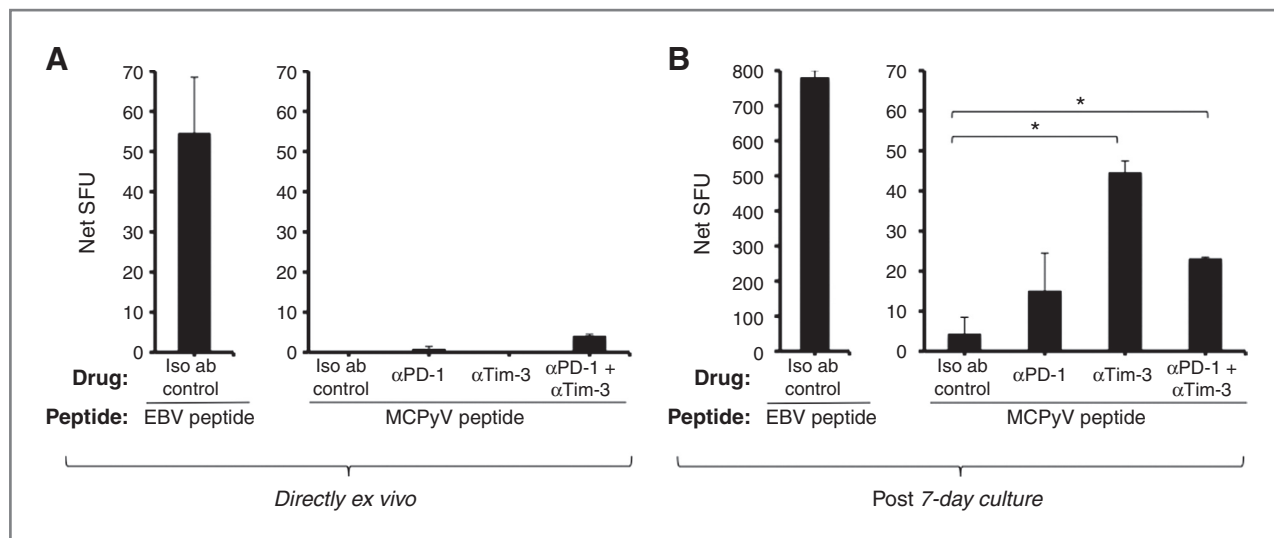 A
B
Net SFU
70
60
50
40
30
20
10
0
70
60
50
40
30
20
10
0
Net SFU
800
700
600
500
400
300
200
100
0
70
60
50
40
30
20
10
0
*
*
Drug:
Iso ab
control
Iso ab
control
αPD-1
αTim-3
αPD-1 +
αTim-3
Peptide:
EBV peptide
MCPyV peptide
Directly ex vivo
Drug:
Iso ab
control
Iso ab
control
αPD-1
αTim-3
αPD-1 +
αTim-3
Peptide:
EBV peptide
MCPyV peptide
Post 7-day culture